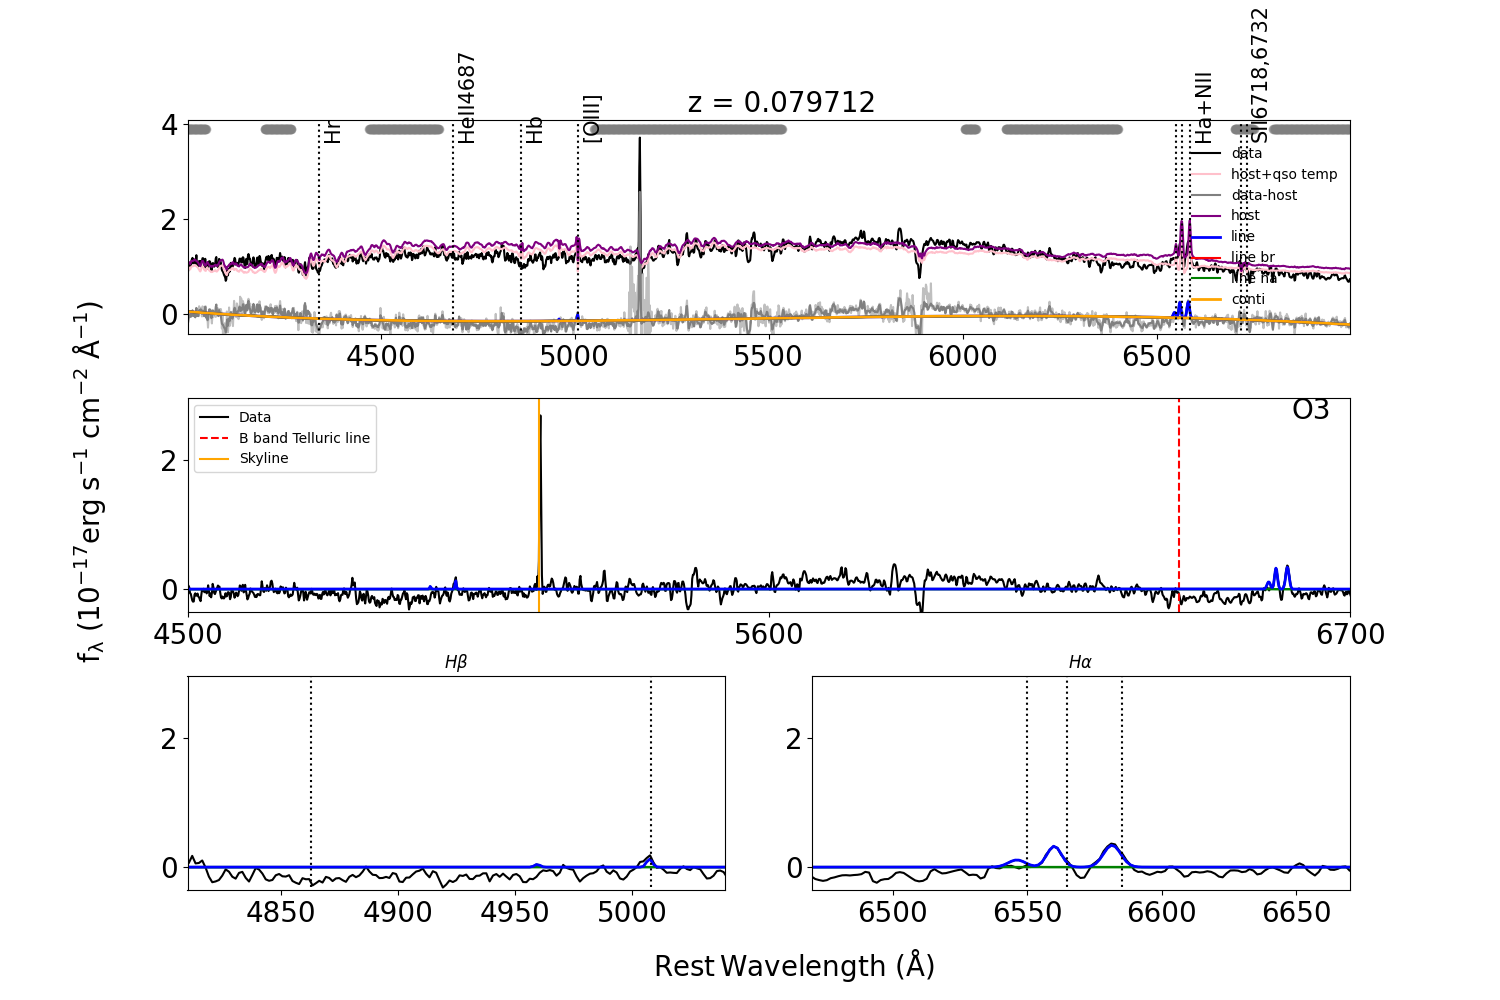 z = 0.079712
Hr
HeII4687
Hb
[OIII]
Ha+NII
SII6718,6732
4
2
0
data
host+qso temp
data-host
host
line
line br
line na
conti
4500
5000
5500
6000
6500
f_λ (10^−17 erg s^−1 cm^−2 Å^−1)
Data
B band Telluric line
Skyline
O3
2
0
4500
5600
6700
Hβ
2
0
4850
4900
4950
5000
Hα
2
0
6500
6550
6600
6650
Rest Wavelength (Å)